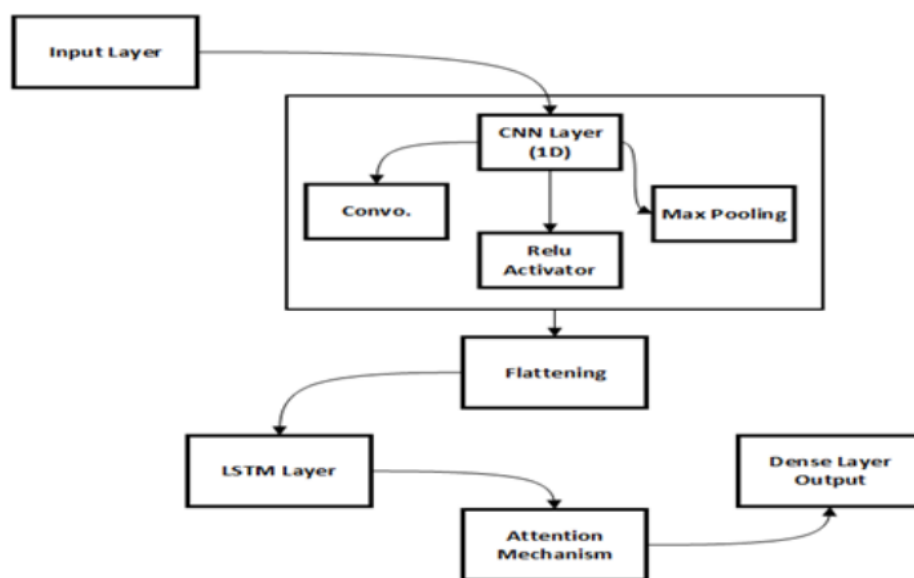 Input Layer
CNN Layer
(1D)
Convo.
Max Pooling
Relu
Activator
Flattening
LSTM Layer
Dense Layer
Output
Attention
Mechanism